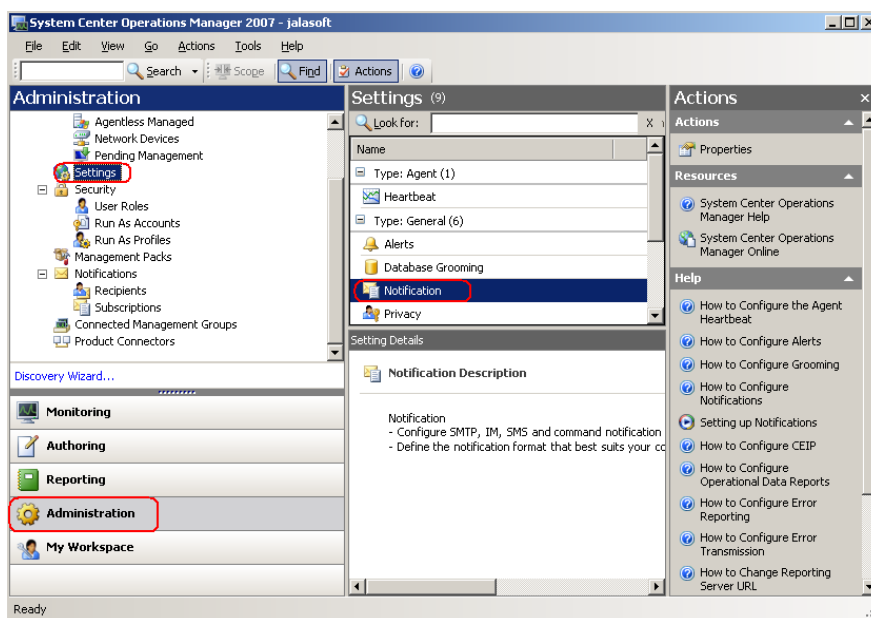 System Center Operations Manager 2007 - jalasoft
File Edit View Go Actions Tools Help
Search Scope Find Actions
Administration
Agentless Managed
Network Devices
Pending Management
Settings
Security
User Roles
Run As Accounts
Run As Profiles
Management Packs
Notifications
Recipients
Subscriptions
Connected Management Groups
Product Connectors
Discovery Wizard...
Monitoring
Authoring
Reporting
Administration
My Workspace
Settings (9)
Look for: X
Name
Type: Agent (1)
Heartbeat
Type: General (6)
Alerts
Database Grooming
Notification
Privacy
Setting Details
Notification Description
Notification
- Configure SMTP, IM, SMS and command notification
- Define the notification format that best suits your cc
Actions x
Actions
Properties
Resources
System Center Operations
Manager Help
System Center Operations
Manager Online
Help
How to Configure the Agent
Heartbeat
How to Configure Alerts
How to Configure Grooming
How to Configure
Notifications
Setting up Notifications
How to Configure CEIP
How to Configure
Operational Data Reports
How to Configure Error
Reporting
How to Configure Error
Transmission
How to Change Reporting
Server URL
Ready